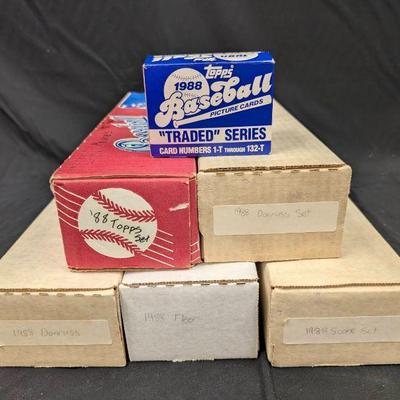 Topps
1988
Baseball
PICTURE CARDS
"TRADED" SERIES
CARD NUMBERS 1-T THROUGH 132-T
'88 Topps
Set
1988 Donruss Set
1988 Donruss
1988 Fleer
1988 Score Set